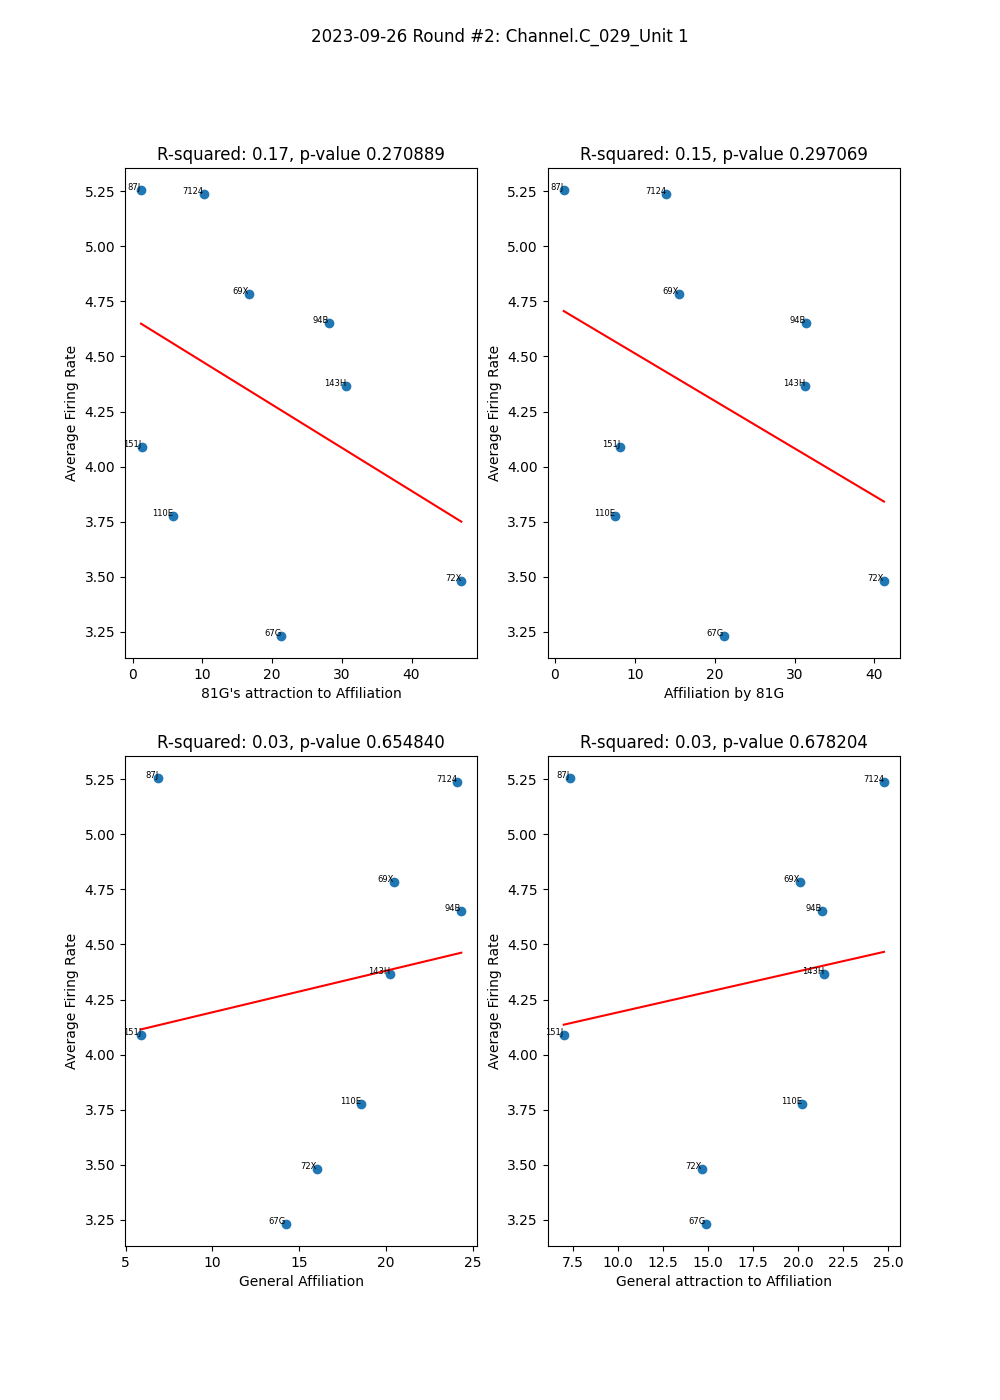 2023-09-26 Round #2: Channel.C_029_Unit 1
R-squared: 0.17, p-value 0.270889
5.25
5.00
4.75
4.50
4.25
4.00
3.75
3.50
3.25
Average Firing Rate
87J
7124
69X
94B
143H
151J
110E
72X
67G
0 10 20 30 40
81G's attraction to Affiliation
R-squared: 0.15, p-value 0.297069
5.25
5.00
4.75
4.50
4.25
4.00
3.75
3.50
3.25
Average Firing Rate
87J
7124
69X
94B
143H
151J
110E
72X
67G
0 10 20 30 40
Affiliation by 81G
R-squared: 0.03, p-value 0.654840
5.25
5.00
4.75
4.50
4.25
4.00
3.75
3.50
3.25
Average Firing Rate
87J
7124
69X
94B
143H
151J
110E
72X
67G
5 10 15 20 25
General Affiliation
R-squared: 0.03, p-value 0.678204
5.25
5.00
4.75
4.50
4.25
4.00
3.75
3.50
3.25
Average Firing Rate
87J
7124
69X
94B
143H
151J
110E
72X
67G
7.5 10.0 12.5 15.0 17.5 20.0 22.5 25.0
General attraction to Affiliation